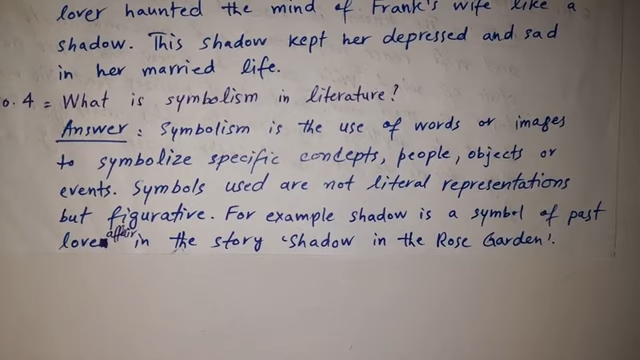 lover haunted the mind of Frank's wife like a
shadow. This shadow kept her depressed and sad
in her married life.
o. 4 = What is symbolism in literature?
Answer: Symbolism is the use of words or images
to symbolize specific concepts, people, objects or
events. Symbols used are not literal representations
but figurative. For example shadow is a symbol of past
love affair in the story 'Shadow in the Rose Garden'.